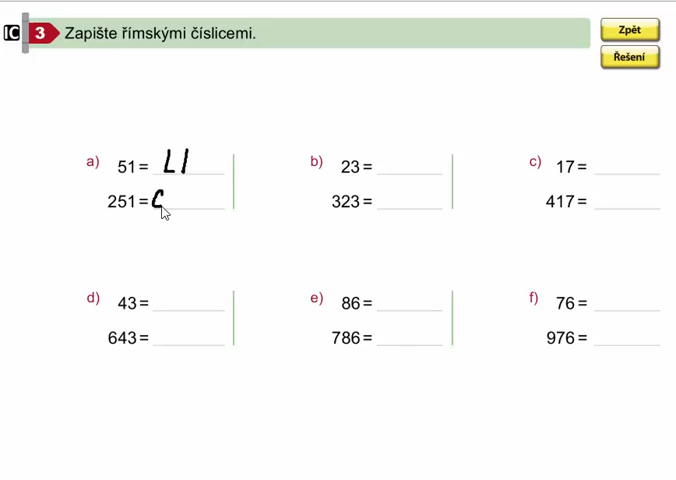 IC 3 Zapište římskými číslicemi.
Zpět
Řešení
a) 51 = LI
251 = C
b) 23 =
323 =
c) 17 =
417 =
d) 43 =
643 =
e) 86 =
786 =
f) 76 =
976 =